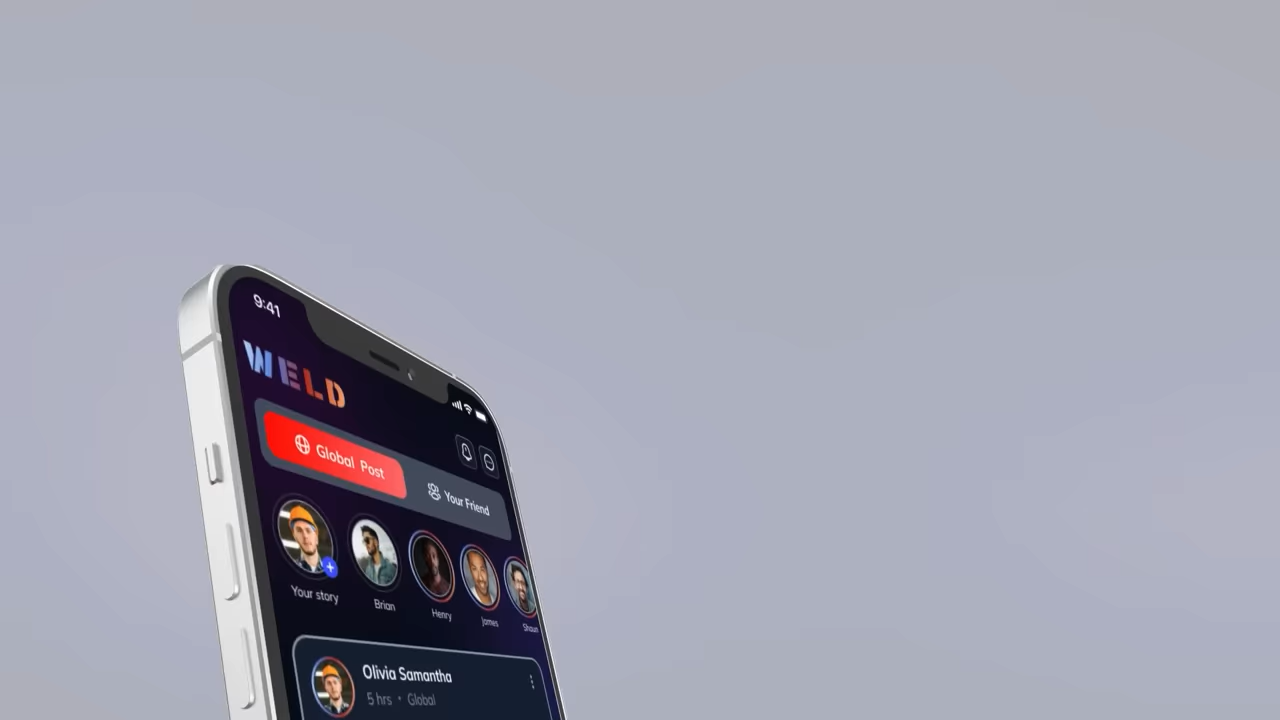 9:41
WELD
Global Post
Your Friend
Your story
Brian
Henry
James
Shaun
Olivia Samantha
5 hrs • Global